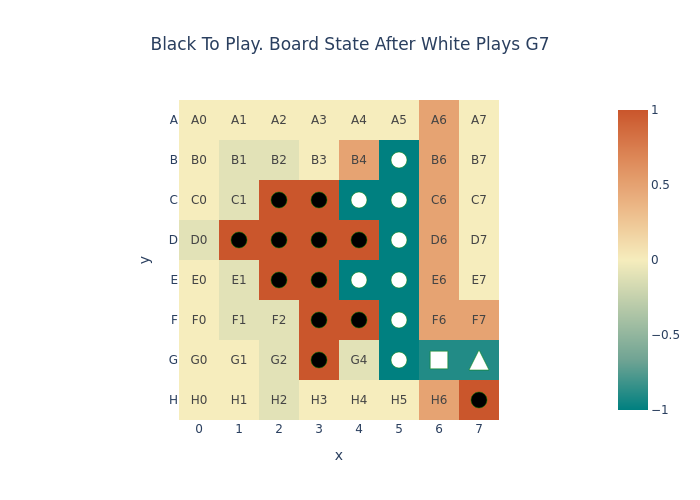 Black To Play. Board State After White Plays G7
A A0 A1 A2 A3 A4 A5 A6 A7
B B0 B1 B2 B3 B4 B6 B7
C C0 C1 C6 C7
D D0 D6 D7
E E0 E1 E6 E7
F F0 F1 F2 F6 F7
G G0 G1 G2 G4
H H0 H1 H2 H3 H4 H5 H6
0 1 2 3 4 5 6 7
x
y
1
0.5
0
−0.5
−1